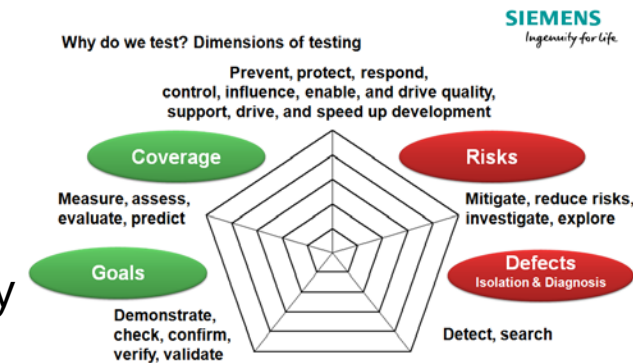 SIEMENS
Ingenuity for life
Why do we test? Dimensions of testing
Prevent, protect, respond,
control, influence, enable, and drive quality,
support, drive, and speed up development
Coverage
Risks
Measure, assess,
evaluate, predict
Mitigate, reduce risks,
investigate, explore
Goals
y
Defects
Isolation & Diagnosis
Demonstrate,
check, confirm,
verify, validate
Detect, search